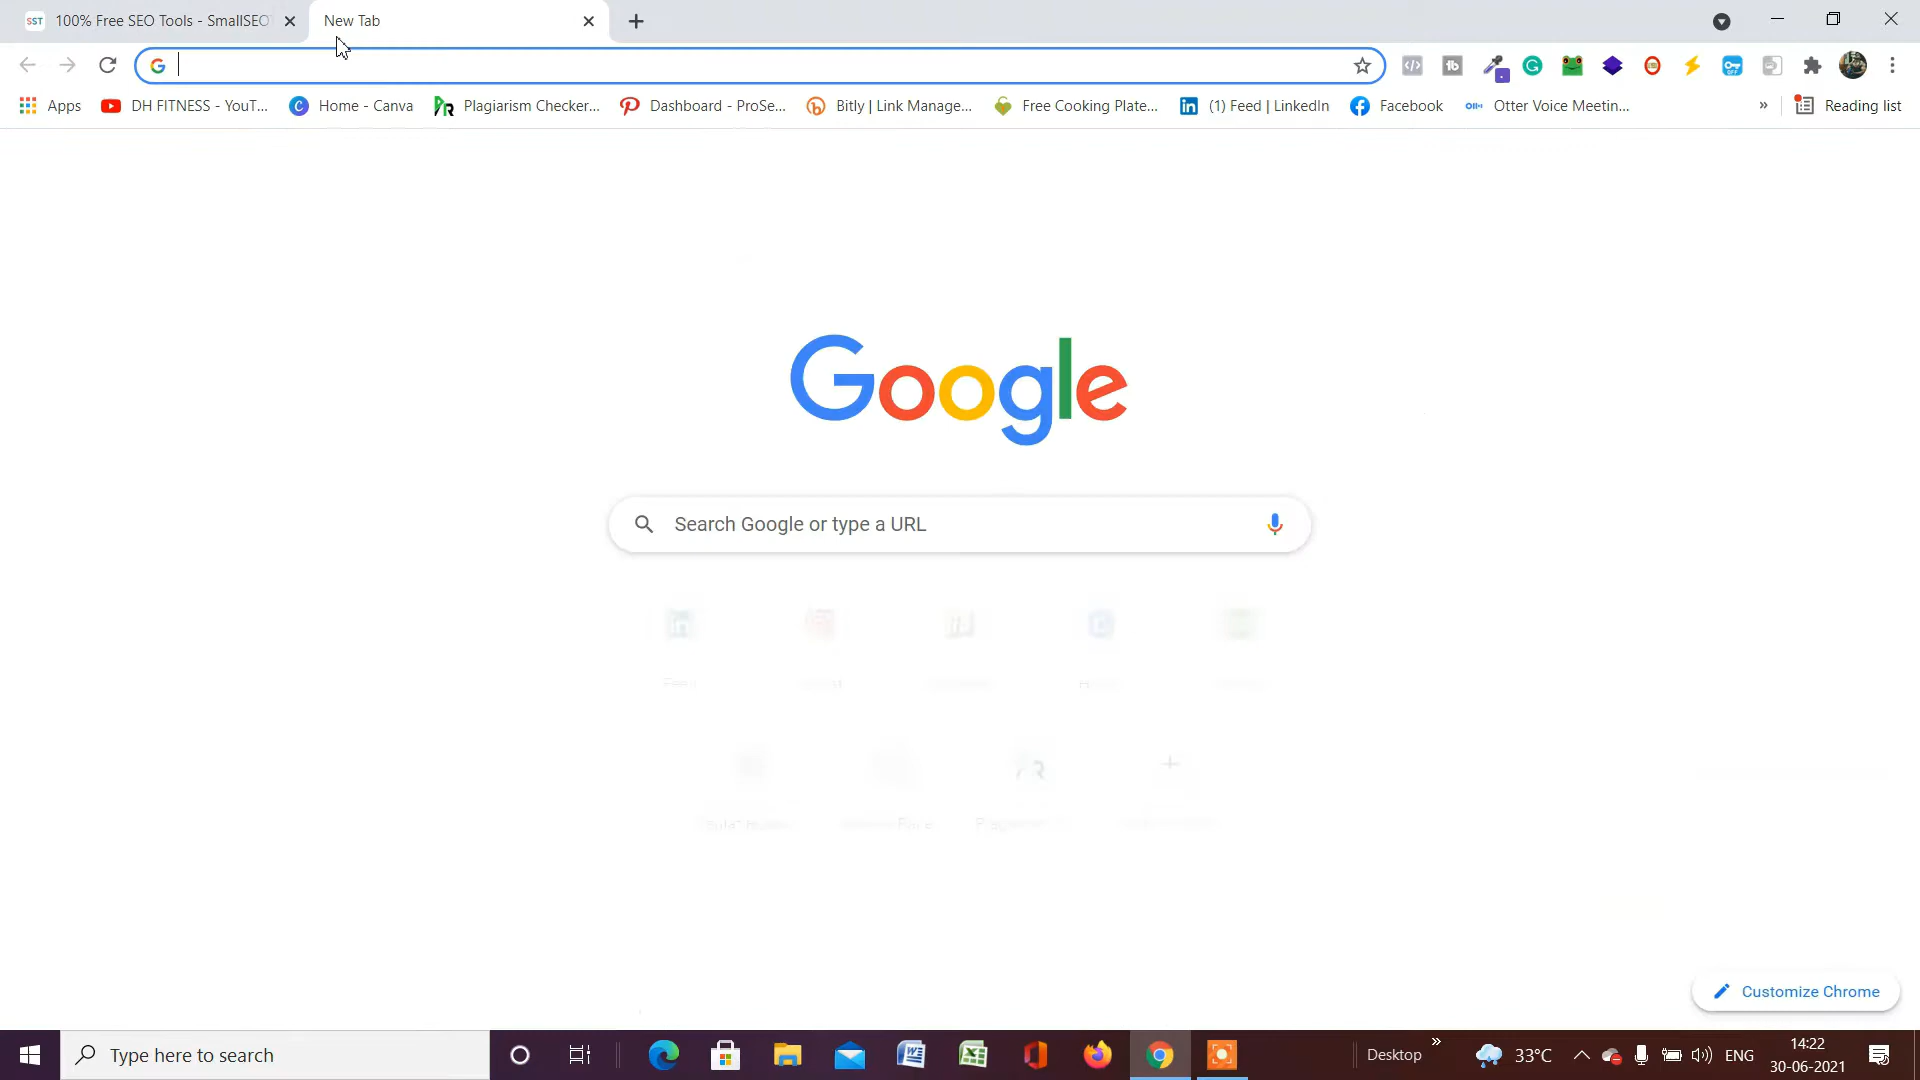 SST 100% Free SEO Tools - SmallSEO
New Tab
Apps
DH FITNESS - YouT...
Home - Canva
Plagiarism Checker...
Dashboard - ProSe...
Bitly | Link Manage...
Free Cooking Plate...
(1) Feed | LinkedIn
Facebook
Otter Voice Meetin...
»
Reading list
Google
Search Google or type a URL
Customize Chrome
Type here to search
Desktop
»
33°C
ENG
14:22
30-06-2021